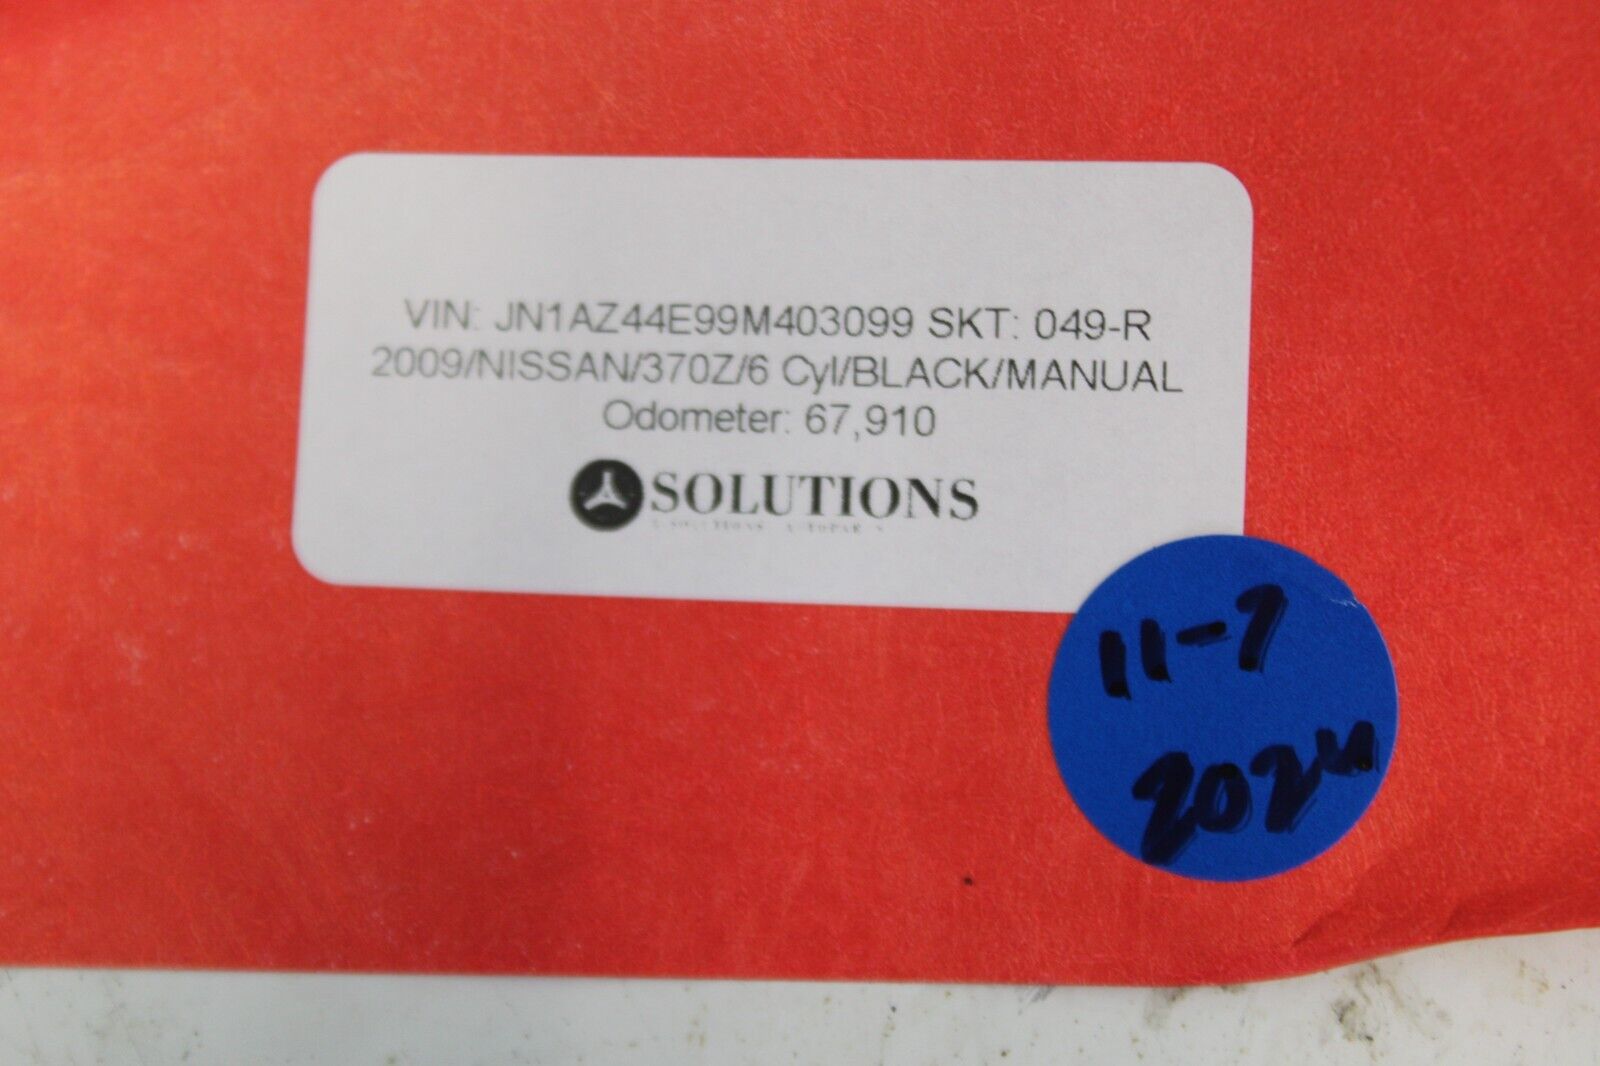 VIN: JN1AZ44E99M403099 SKT: 049-R
2009/NISSAN/370Z/6 Cyl/BLACK/MANUAL
Odometer: 67,910
SOLUTIONS
11-7
2024